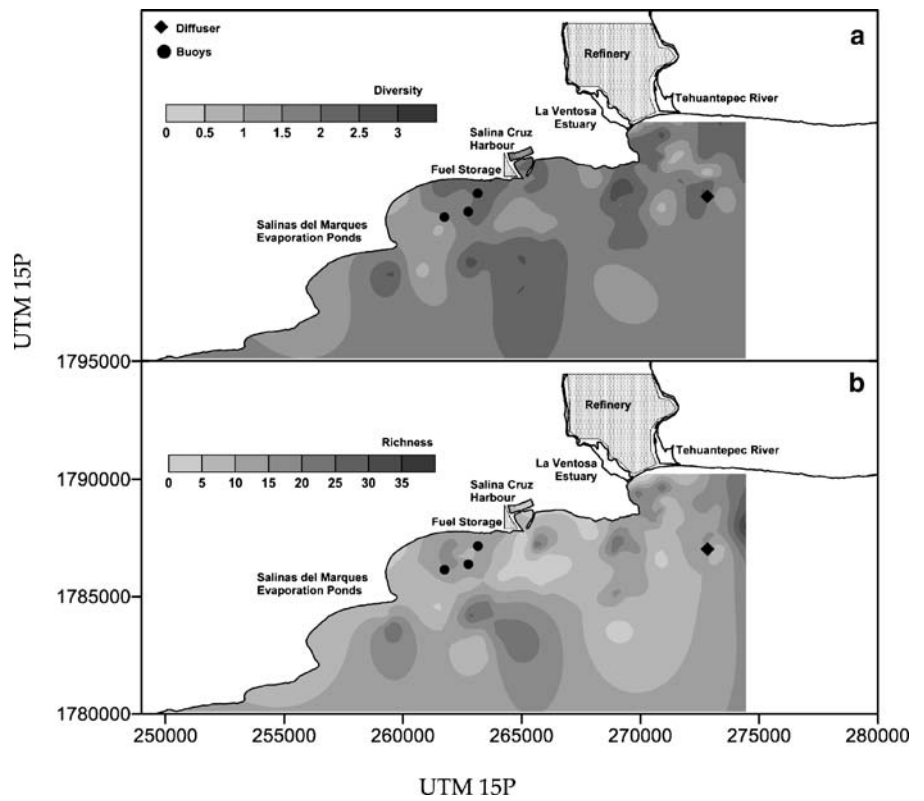 Diffuser
a
Buoys
Refinery
Diversity
Tehuantepec River
0 0.5 1 1.5 2 2.5 3
La Ventosa
Estuary
Salina Cruz
Harbour
Fuel Storage
Salinas del Marques
Evaporation Ponds
UTM 15P
1795000
b
Refinery
Richness
Tehuantepec River
0 5 10 15 20 25 30 35
La Ventosa
Estuary
1790000
Salina Cruz
Harbour
Fuel Storage
Salinas del Marques
Evaporation Ponds
1785000
1780000
250000 255000 260000 265000 270000 275000 280000
UTM 15P